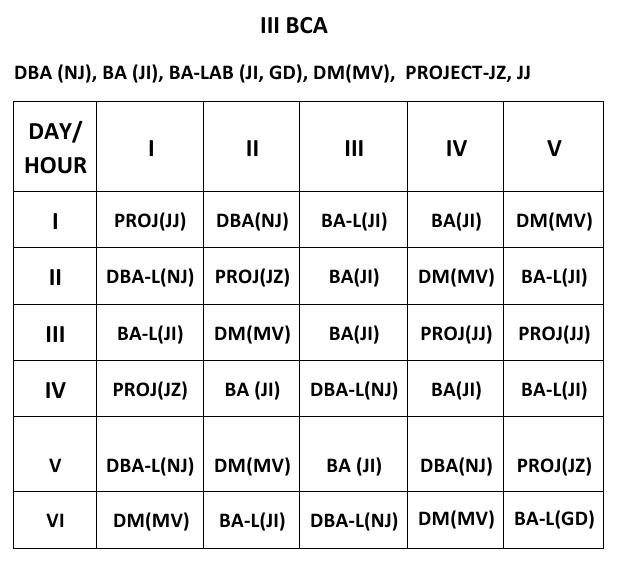 III BCA
DBA (NJ), BA (JI), BA-LAB (JI, GD), DM(MV), PROJECT-JZ, JJ
DAY/ HOUR I II III IV V
I PROJ(JJ) DBA(NJ) BA-L(JI) BA(JI) DM(MV)
II DBA-L(NJ) PROJ(JZ) BA(JI) DM(MV) BA-L(JI)
III BA-L(JI) DM(MV) BA(JI) PROJ(JJ) PROJ(JJ)
IV PROJ(JZ) BA (JI) DBA-L(NJ) BA(JI) BA-L(JI)
V DBA-L(NJ) DM(MV) BA (JI) DBA(NJ) PROJ(JZ)
VI DM(MV) BA-L(JI) DBA-L(NJ) DM(MV) BA-L(GD)